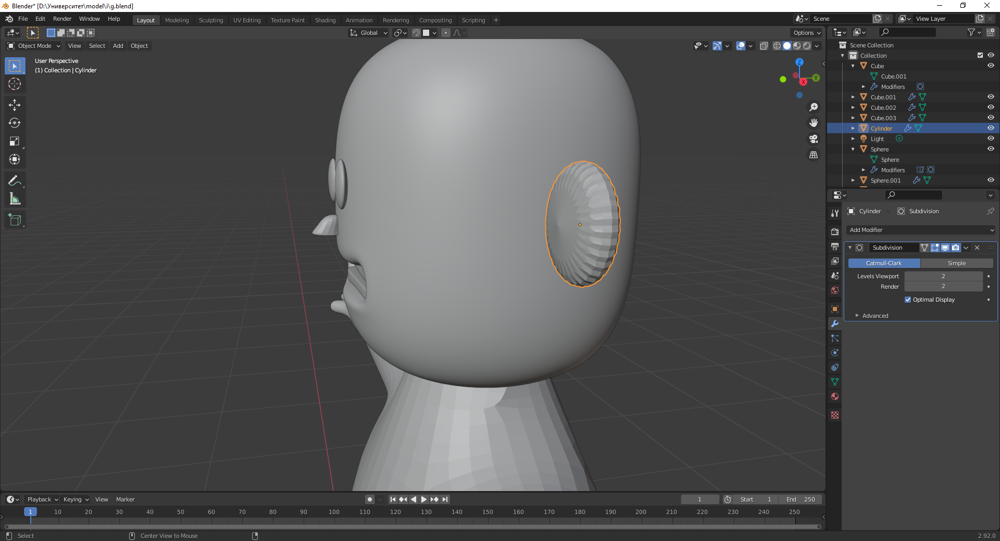 Blender* [D:\Университет\model\i\g.blend]
File Edit Render Window Help
Layout Modeling Sculpting UV Editing Texture Paint Shading Animation Rendering Compositing Scripting +
Scene
View Layer
Global
Options
Object Mode View Select Add Object
User Perspective
(1) Collection | Cylinder
Z
Y
X
Scene Collection
Collection
Cube
Cube.001
Modifiers
Cube.001
Cube.002
Cube.003
Cylinder
Light
Sphere
Sphere
Modifiers
Sphere.001
Cylinder Subdivision
Add Modifier
Subdivision
Catmull-Clark Simple
Levels Viewport 2
Render 2
Optimal Display
Advanced
Playback Keying View Marker
1
Start 1
End 250
1 10 20 30 40 50 60 70 80 90 100 110 120 130 140 150 160 170 180 190 200 210 220 230 240 250
Select
Center View to Mouse
2.92.0